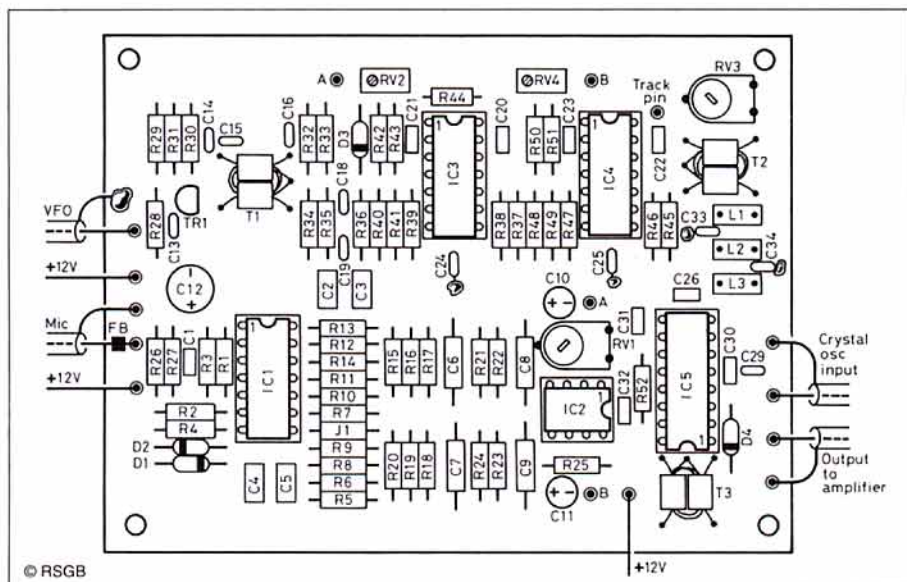 A
RV2
RV4
B
RV3
R44
Track
pin
R29
R31
R30
C14
C15
C16
R32
R33
D3
R42
R43
C21
1
IC3
C20
R50
R51
C23
1
IC4
C22
T2
T1
VFO
R28
C13
TR1
R34
R35
C18
C19
R36
R40
R41
R39
R38
R37
R48
R49
R47
R46
R45
C33
L1
L2
L3
C34
+12V
C12
C2
C3
C24
C25
C10
A
C26
Mic
FB
R26
R27
C1
R3
R1
1
IC1
R13
R12
R14
R11
R10
R7
J1
R9
R8
R6
R5
R15
R16
R17
C6
R21
R22
C8
RV1
C31
IC5
1
C30
C29
Crystal
osc
input
+12V
R2
R4
D2
D1
C4
C5
R20
R19
R18
C7
R24
R23
C9
IC2
1
C32
R52
R25
C11
B
D4
T3
Output
to
amplifier
+12V
© RSGB